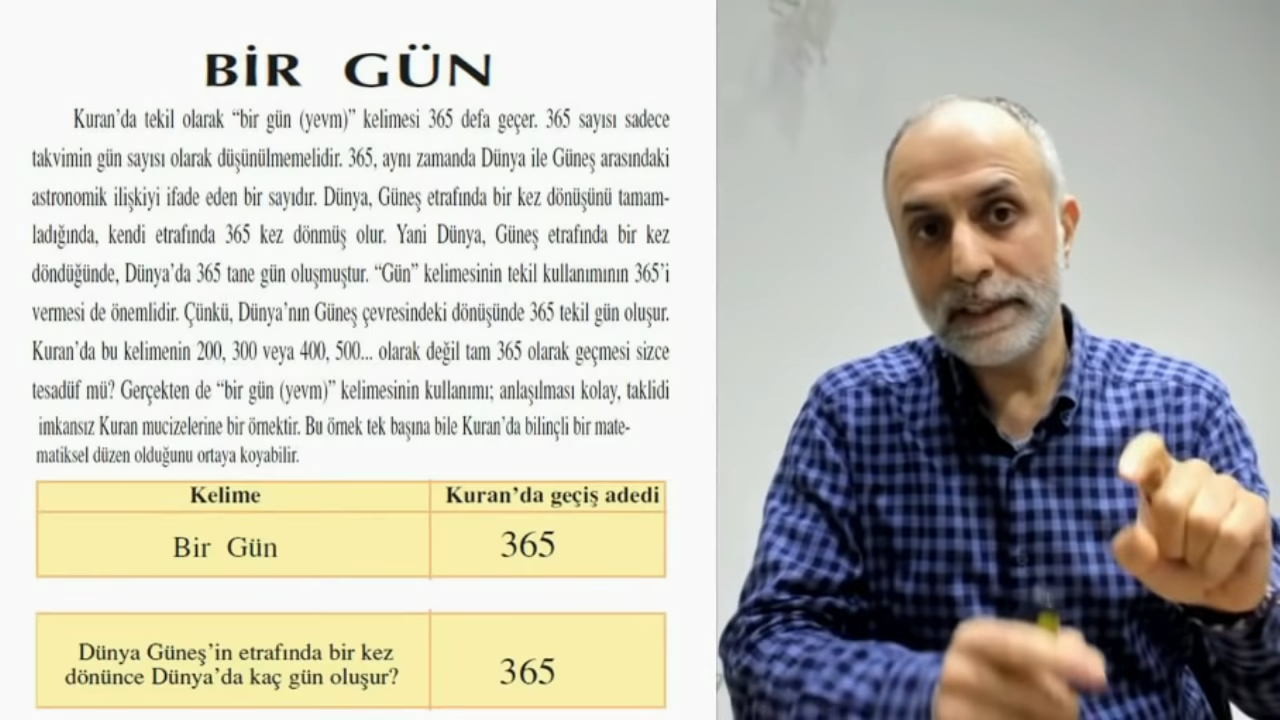 BİR GÜN
Kuran’da tekil olarak “bir gün (yevm)” kelimesi 365 defa geçer. 365 sayısı sadece
takvimin gün sayısı olarak düşünülmemelidir. 365, aynı zamanda Dünya ile Güneş arasındaki
astronomik ilişkiyi ifade eden bir sayıdır. Dünya, Güneş etrafında bir kez dönüşünü tamam-
ladığında, kendi etrafında 365 kez dönmüş olur. Yani Dünya, Güneş etrafında bir kez
döndüğünde, Dünya’da 365 tane gün oluşmuştur. “Gün” kelimesinin tekil kullanımının 365’i
vermesi de önemlidir. Çünkü, Dünya’nın Güneş çevresindeki dönüşünde 365 tekil gün oluşur.
Kuran’da bu kelimenin 200, 300 veya 400, 500... olarak değil tam 365 olarak geçmesi sizce
tesadüf mü? Gerçekten de “bir gün (yevm)” kelimesinin kullanımı; anlaşılması kolay, taklidi
imkansız Kuran mucizelerine bir örnektir. Bu örnek tek başına bile Kuran’da bilinçli bir mate-
matiksel düzen olduğunu ortaya koyabilir.
Kelime Kuran’da geçiş adedi
Bir Gün 365
Dünya Güneş’in etrafında bir kez
dönünce Dünya’da kaç gün oluşur? 365